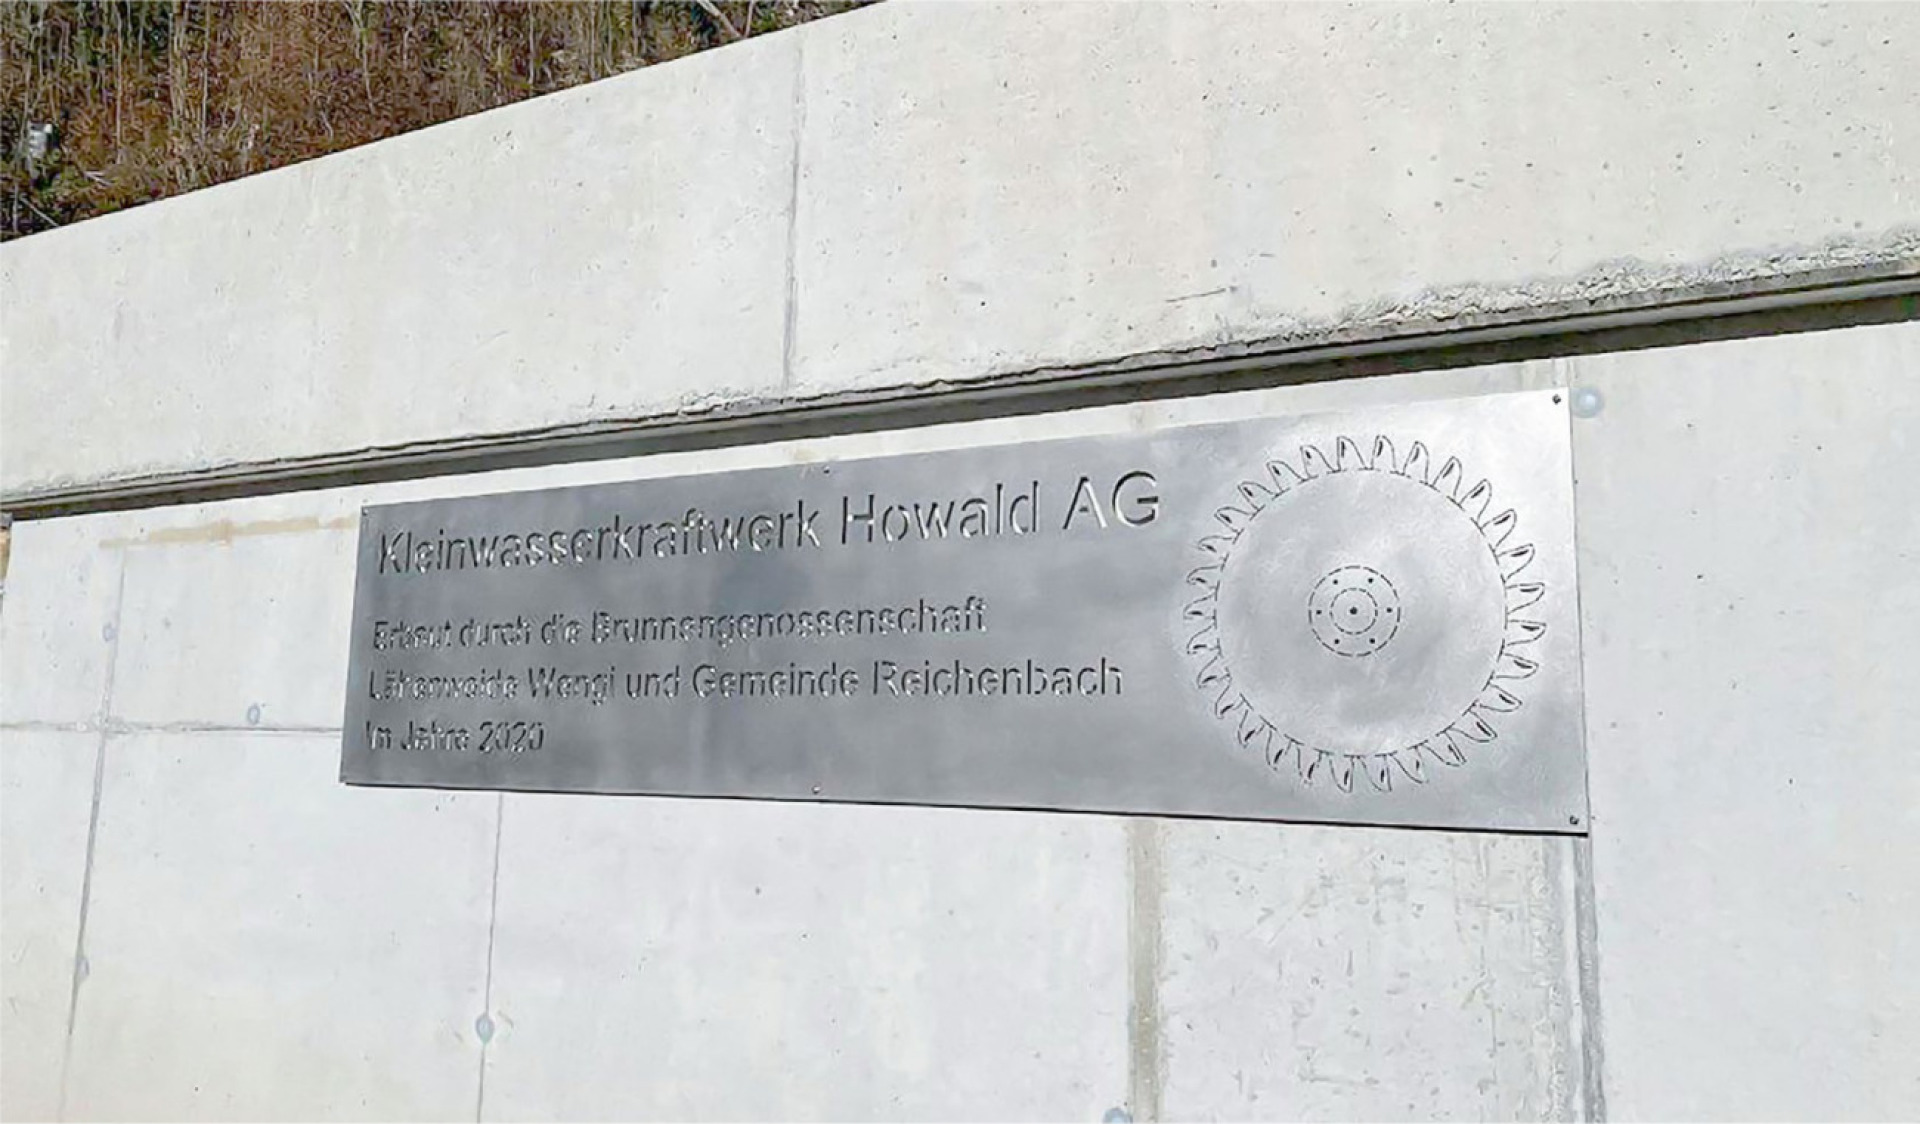 Kleinwasserkraftwerk Howald AG
Erbaut durch die Brunnengenossenschaft
Wengi und Gemeinde Reichenbach
Im Jahre 2020